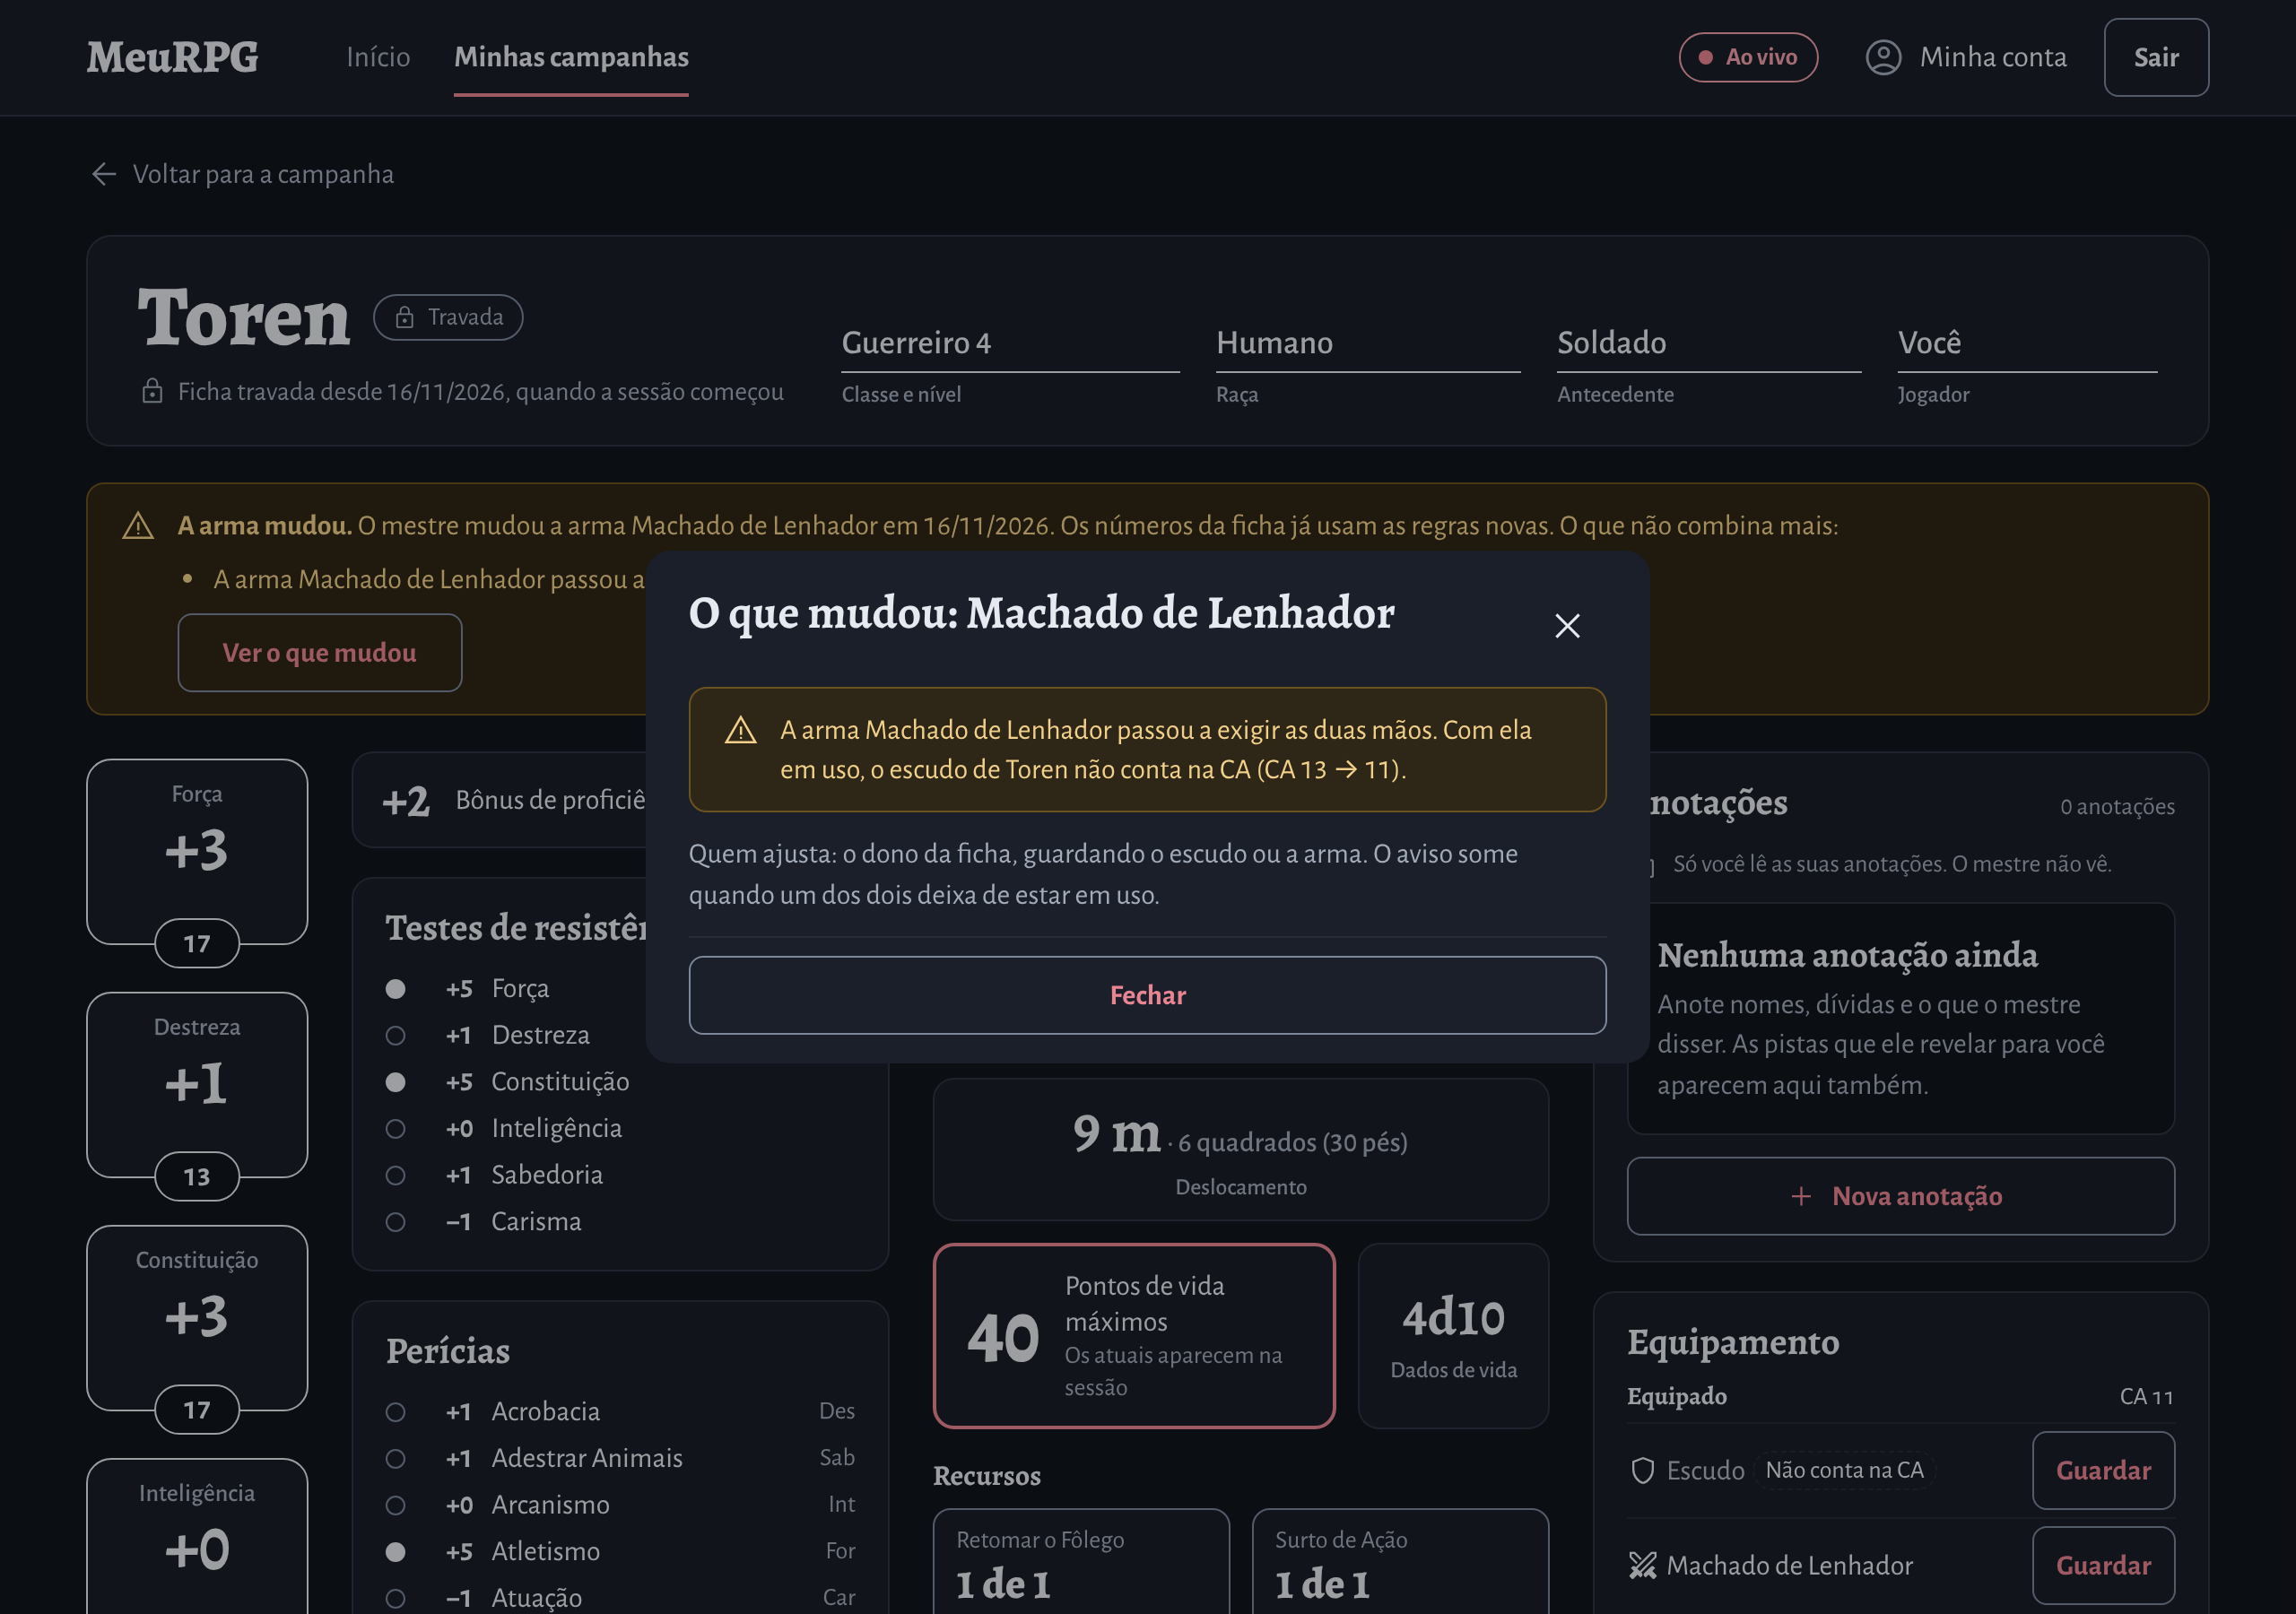 MeuRPG
Início
Minhas campanhas
Ao vivo
Minha conta
Sair
Voltar para a campanha
Toren
Travada
Ficha travada desde 16/11/2026, quando a sessão começou
Guerreiro 4
Classe e nível
Humano
Raça
Soldado
Antecedente
Você
Jogador
A arma mudou. O mestre mudou a arma Machado de Lenhador em 16/11/2026. Os números da ficha já usam as regras novas. O que não combina mais:
• A arma Machado de Lenhador passou a
Ver o que mudou
O que mudou: Machado de Lenhador
A arma Machado de Lenhador passou a exigir as duas mãos. Com ela
em uso, o escudo de Toren não conta na CA (CA 13 → 11).
Quem ajusta: o dono da ficha, guardando o escudo ou a arma. O aviso some
quando um dos dois deixa de estar em uso.
Fechar
Força
+3
17
Destreza
+1
13
Constituição
+3
17
Inteligência
+0
+2 Bônus de proficiê
Testes de resistê
+5 Força
+1 Destreza
+5 Constituição
+0 Inteligência
+1 Sabedoria
−1 Carisma
Perícias
+1 Acrobacia Des
+1 Adestrar Animais Sab
+0 Arcanismo Int
+5 Atletismo For
−1 Atuação Car
9 m · 6 quadrados (30 pés)
Deslocamento
40
Pontos de vida
máximos
Os atuais aparecem na
sessão
4d10
Dados de vida
Recursos
Retomar o Fôlego
1 de 1
Surto de Ação
1 de 1
notações
0 anotações
Só você lê as suas anotações. O mestre não vê.
Nenhuma anotação ainda
Anote nomes, dívidas e o que o mestre
disser. As pistas que ele revelar para você
aparecem aqui também.
+ Nova anotação
Equipamento
Equipado
CA 11
Escudo
Não conta na CA
Guardar
Machado de Lenhador
Guardar